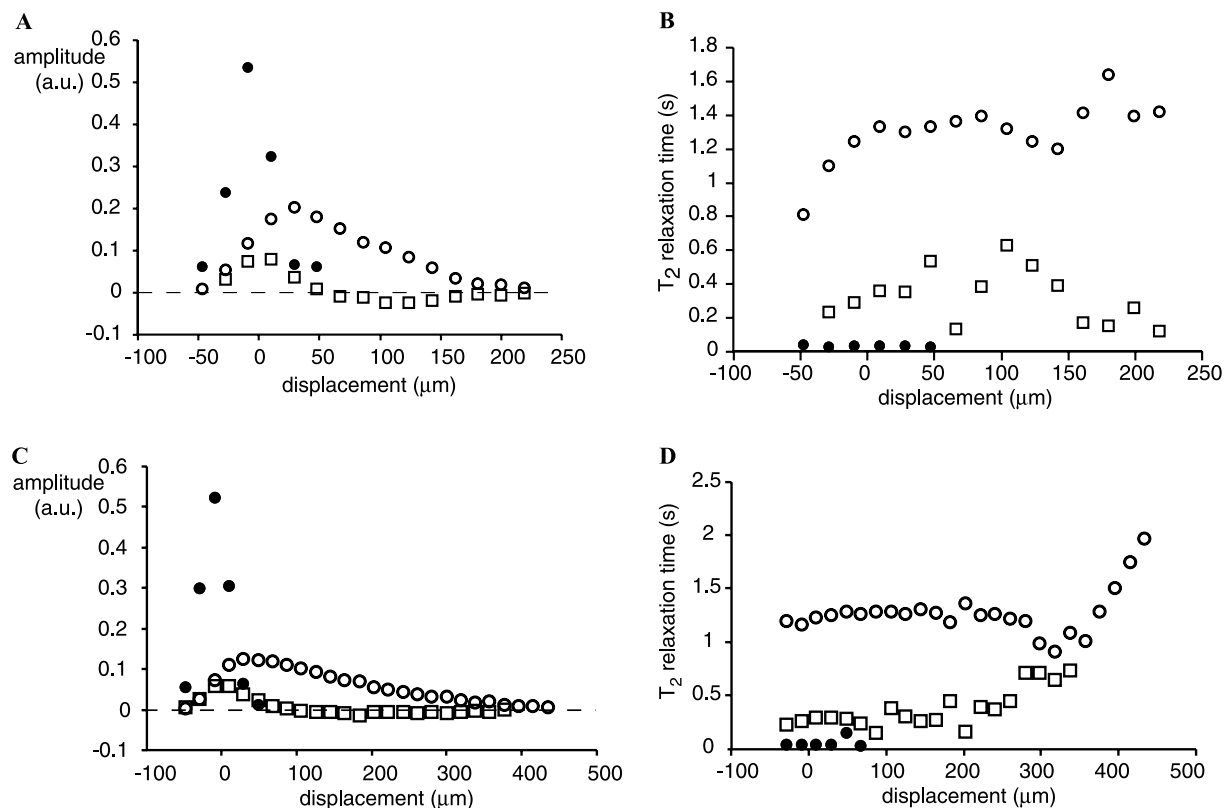 A
amplitude
(a.u.)
0.6
0.5
0.4
0.3
0.2
0.1
0
-0.1
-100 -50 0 50 100 150 200 250
displacement (μm)
B
T2 relaxation time (s)
1.8
1.6
1.4
1.2
1
0.8
0.6
0.4
0.2
0
-100 -50 0 50 100 150 200 250
displacement (μm)
C
amplitude
(a.u.)
0.6
0.5
0.4
0.3
0.2
0.1
0
-0.1
-100 0 100 200 300 400 500
displacement (μm)
D
T2 relaxation time (s)
2.5
2
1.5
1
0.5
0
-100 0 100 200 300 400 500
displacement (μm)